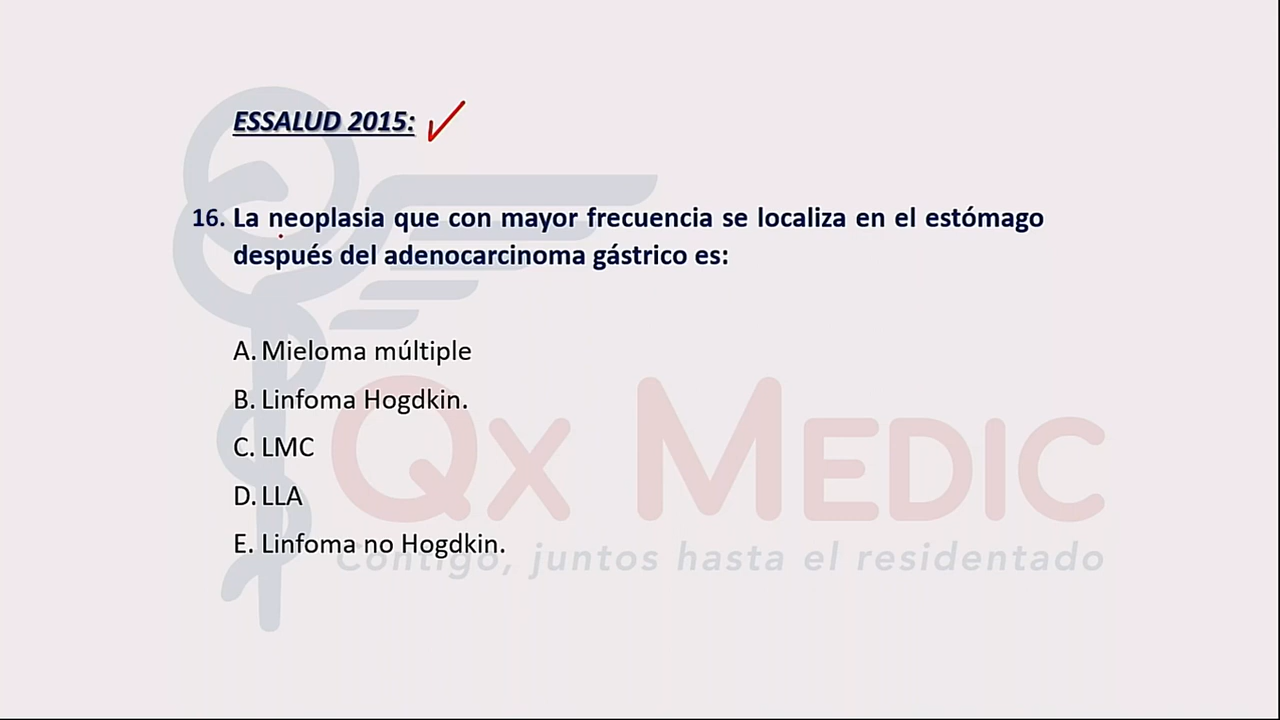 ESSALUD 2015:
16. La neoplasia que con mayor frecuencia se localiza en el estómago
después del adenocarcinoma gástrico es:
A. Mieloma múltiple
B. Linfoma Hogdkin.
C. LMC
D. LLA
E. Linfoma no Hogdkin.
QX MEDIC
Contigo, juntos hasta el residentado